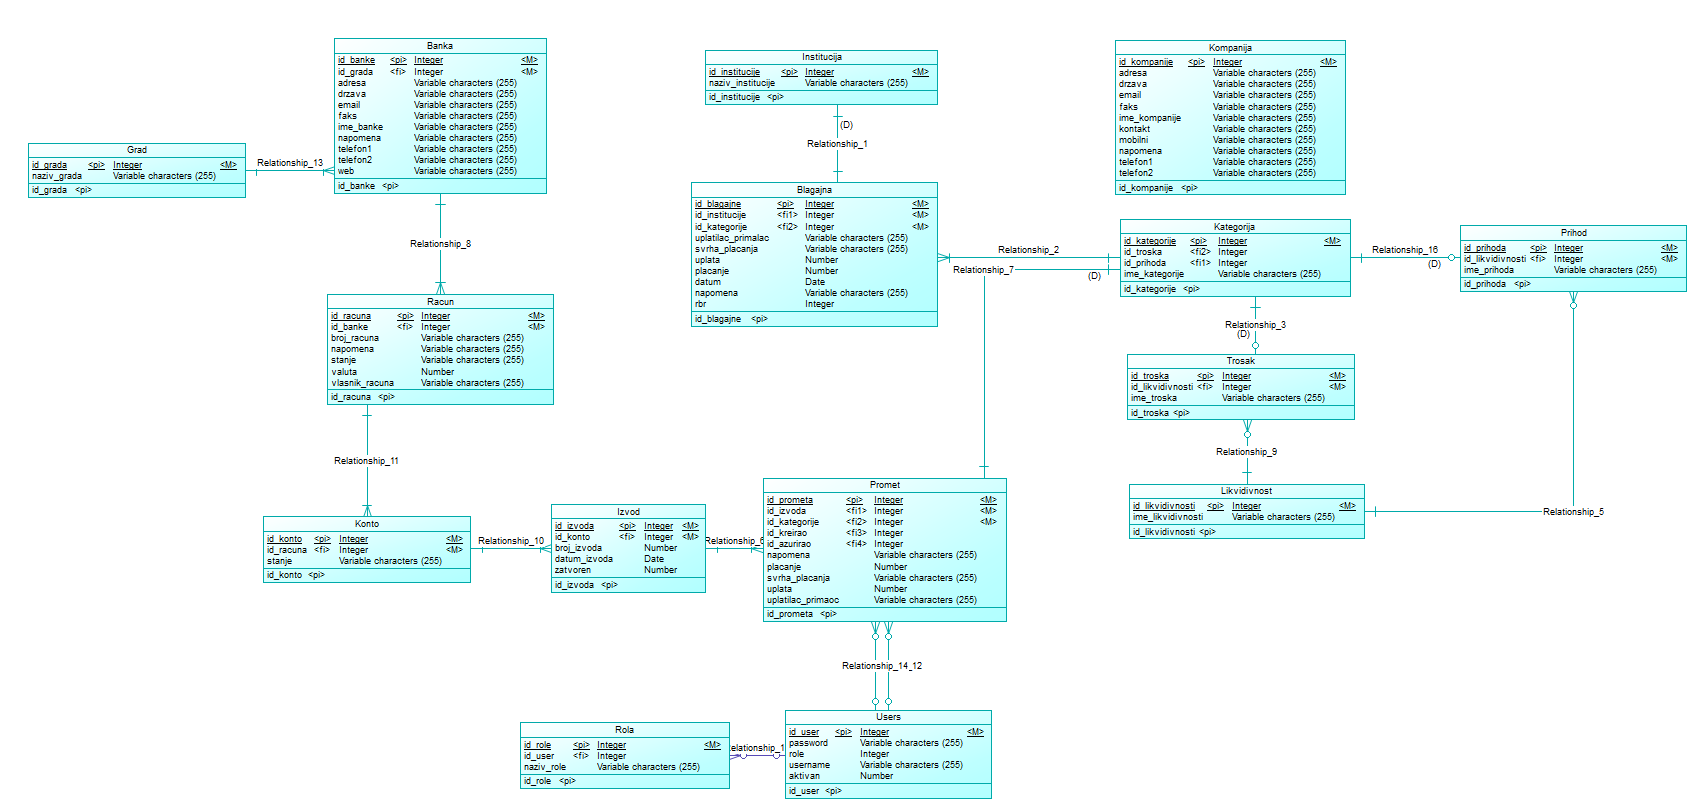 Banka
id_banke <pi> Integer <M>
id_grada <fi> Integer <M>
adresa Variable characters (255)
drzava Variable characters (255)
email Variable characters (255)
faks Variable characters (255)
ime_banke Variable characters (255)
napomena Variable characters (255)
telefon1 Variable characters (255)
telefon2 Variable characters (255)
web Variable characters (255)
id_banke <pi>
Institucija
id_institucije <pi> Integer <M>
naziv_institucije Variable characters (255)
id_institucije <pi>
(D)
Relationship_1
Kompanija
id_kompanije <pi> Integer <M>
adresa Variable characters (255)
drzava Variable characters (255)
email Variable characters (255)
faks Variable characters (255)
ime_kompanije Variable characters (255)
kontakt Variable characters (255)
mobilni Variable characters (255)
napomena Variable characters (255)
telefon1 Variable characters (255)
telefon2 Variable characters (255)
id_kompanije <pi>
Grad
id_grada <pi> Integer <M>
naziv_grada Variable characters (255)
id_grada <pi>
Relationship_13
Relationship_8
Blagajna
id_blagajne <pi> Integer <M>
id_institucije <fi1> Integer <M>
id_kategorije <fi2> Integer <M>
uplatilac_primalac Variable characters (255)
svrha_placanja Variable characters (255)
uplata Number
placanje Number
datum Date
napomena Variable characters (255)
rbr Integer
id_blagajne <pi>
Relationship_2
Relationship_7
(D)
Kategorija
id_kategorije <pi> Integer <M>
id_troska <fi2> Integer
id_prihoda <fi1> Integer
ime_kategorije Variable characters (255)
id_kategorije <pi>
Relationship_16
(D)
Prihod
id_prihoda <pi> Integer <M>
id_likvidivnosti <fi> Integer <M>
ime_prihoda Variable characters (255)
id_prihoda <pi>
Racun
id_racuna <pi> Integer <M>
id_banke <fi> Integer <M>
broj_racuna Variable characters (255)
napomena Variable characters (255)
stanje Variable characters (255)
valuta Number
vlasnik_racuna Variable characters (255)
id_racuna <pi>
Relationship_3
(D)
Trosak
id_troska <pi> Integer <M>
id_likvidivnosti <fi> Integer <M>
ime_troska Variable characters (255)
id_troska <pi>
Relationship_11
Relationship_9
Likvidivnost
id_likvidivnosti <pi> Integer <M>
ime_likvidivnosti Variable characters (255)
id_likvidivnosti <pi>
Relationship_5
Konto
id_konto <pi> Integer <M>
id_racuna <fi> Integer <M>
stanje Variable characters (255)
id_konto <pi>
Relationship_10
Izvod
id_izvoda <pi> Integer <M>
id_konto <fi> Integer <M>
broj_izvoda Number
datum_izvoda Date
zatvoren Number
id_izvoda <pi>
Relationship_6
Promet
id_prometa <pi> Integer <M>
id_izvoda <fi1> Integer <M>
id_kategorije <fi2> Integer <M>
id_kreirao <fi3> Integer
id_azurirao <fi4> Integer
napomena Variable characters (255)
placanje Number
svrha_placanja Variable characters (255)
uplata Number
uplatilac_primaoc Variable characters (255)
id_prometa <pi>
Relationship_14_12
Rola
id_role <pi> Integer <M>
id_user <fi> Integer
naziv_role Variable characters (255)
id_role <pi>
elationship_1
Users
id_user <pi> Integer <M>
password Variable characters (255)
role Integer
username Variable characters (255)
aktivan Number
id_user <pi>